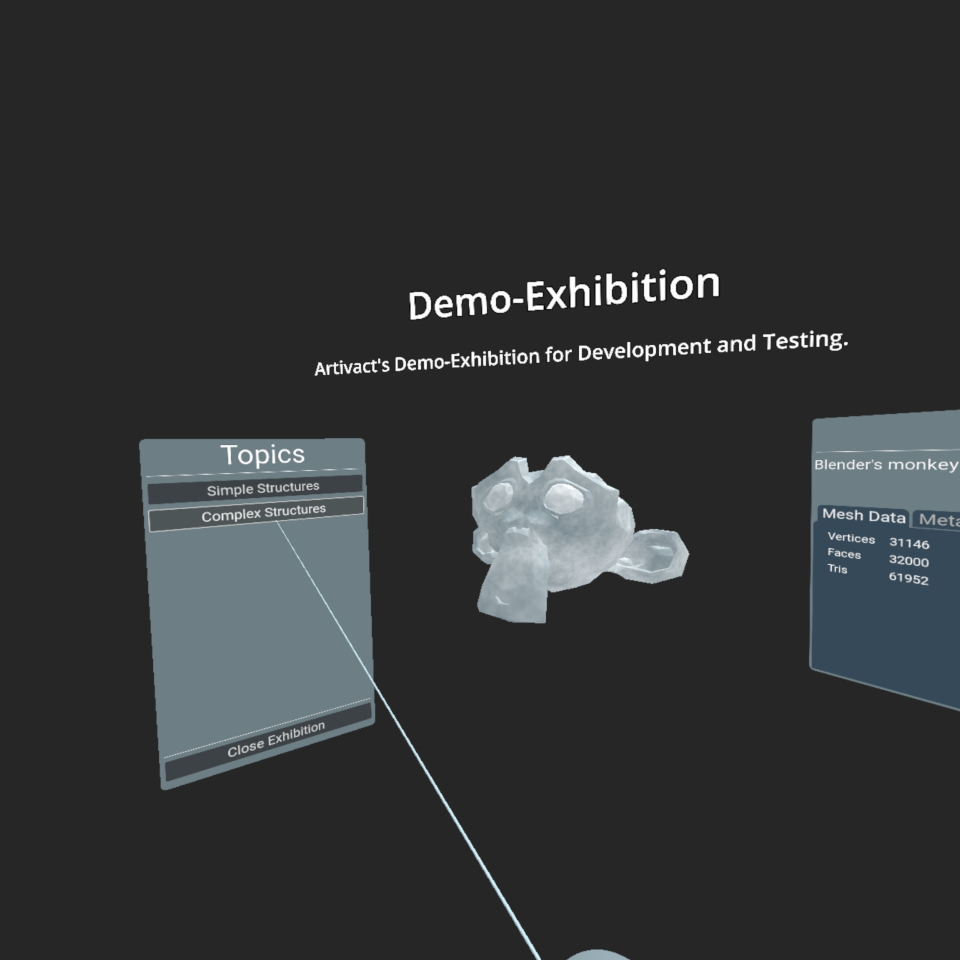 Demo-Exhibition
Artivact's Demo-Exhibition for Development and Testing.
Topics
Simple Structures
Complex Structures
Close Exhibition
Blender's monkey
Mesh Data
Vertices 31146
Faces 32000
Tris 61952